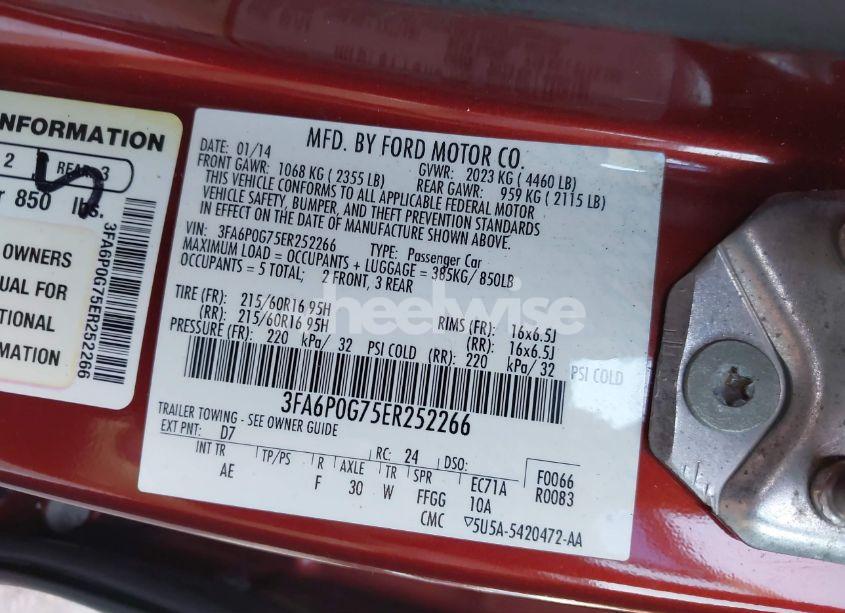 INFORMATION
2 REAR 3
850 lbs.
OWNERS
UAL FOR
TIONAL
RMATION
3FA6P0G75ER252266
MFD. BY FORD MOTOR CO.
DATE: 01/14 GVWR: 2023 KG ( 4460 LB)
FRONT GAWR: 1068 KG ( 2355 LB) REAR GAWR: 959 KG ( 2115 LB)
THIS VEHICLE CONFORMS TO ALL APPLICABLE FEDERAL MOTOR
VEHICLE SAFETY, BUMPER, AND THEFT PREVENTION STANDARDS
IN EFFECT ON THE DATE OF MANUFACTURE SHOWN ABOVE.
VIN: 3FA6P0G75ER252266 TYPE: Passenger Car
MAXIMUM LOAD = OCCUPANTS + LUGGAGE = 385KG/ 850LB
OCCUPANTS = 5 TOTAL; 2 FRONT, 3 REAR
heelwise
TIRE (FR): 215/60R16 95H RIMS (FR): 16x6.5J
(RR): 215/60R16 95H (RR): 16x6.5J
PRESSURE (FR): 220 kPa/ 32 PSI COLD (RR): 220 kPa/ 32 PSI COLD
3FA6P0G75ER252266
TRAILER TOWING - SEE OWNER GUIDE
EXT PNT: D7 RC: 24 DSO: F0066
INT TR TP/PS R AXLE TR SPR EC71A R0083
AE F 30 W FFGG 10A
CMC ▽5U5A-5420472-AA